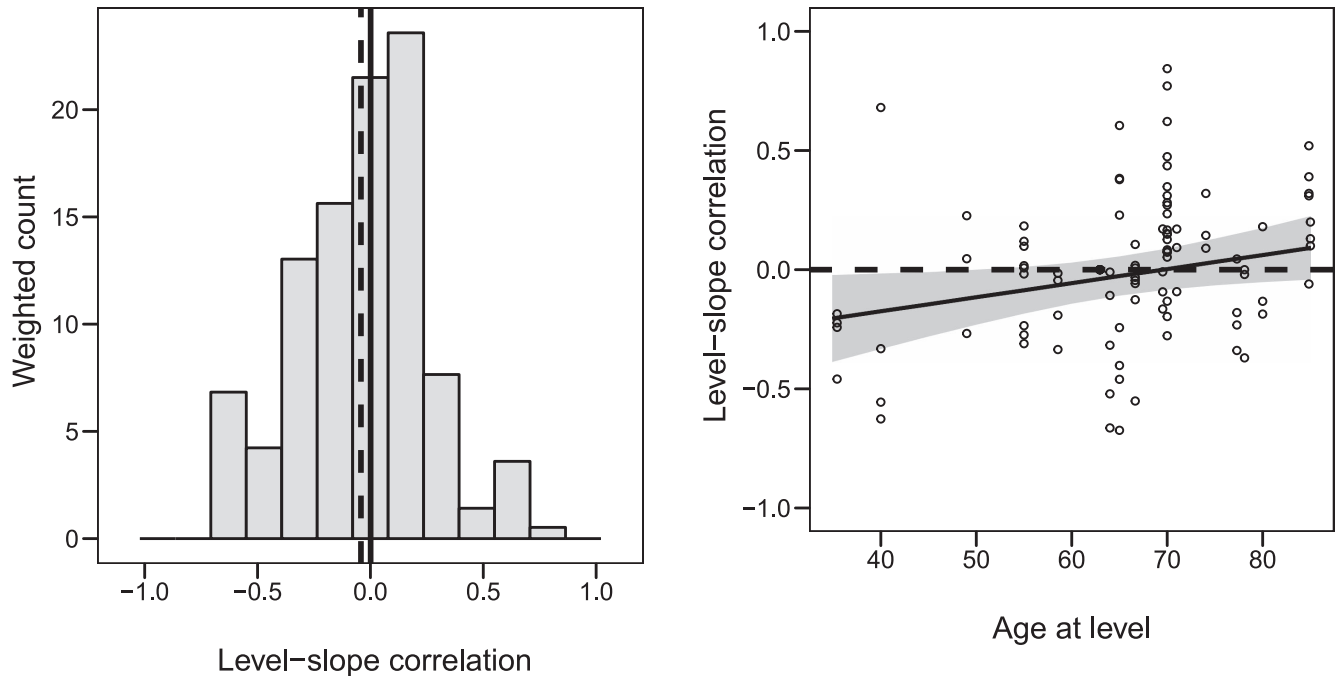 Weighted count
20
15
10
5
0
−1.0 −0.5 0.0 0.5 1.0
Level−slope correlation
Level−slope correlation
1.0
0.5
0.0
−0.5
−1.0
40 50 60 70 80
Age at level